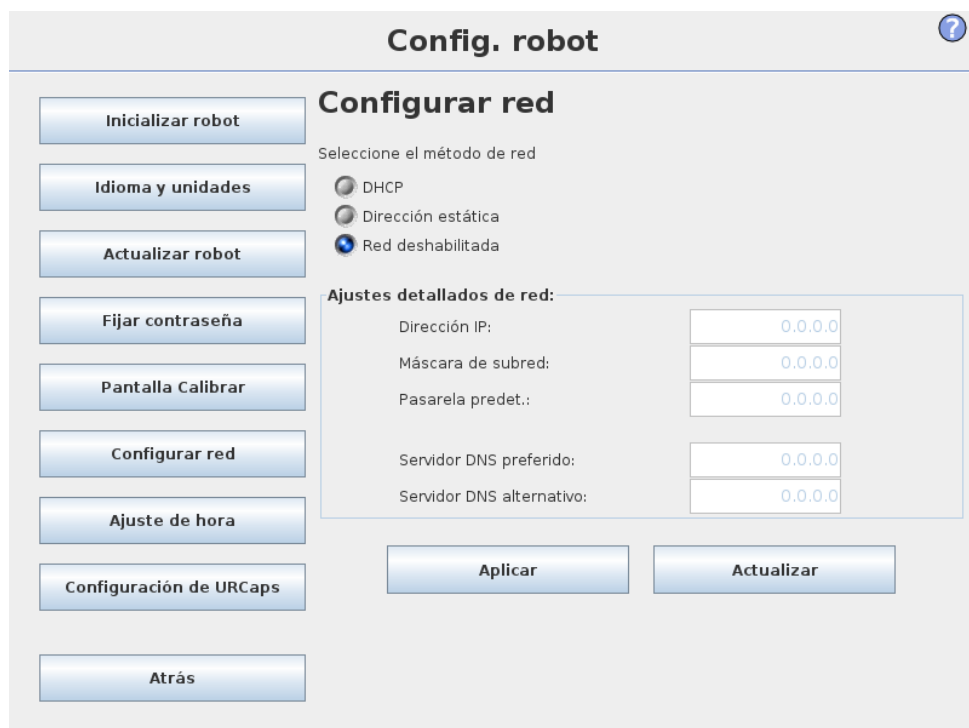 Config. robot
?
Inicializar robot
Idioma y unidades
Actualizar robot
Fijar contraseña
Pantalla Calibrar
Configurar red
Ajuste de hora
Configuración de URCaps
Atrás
Configurar red
Seleccione el método de red
DHCP
Dirección estática
Red deshabilitada
Ajustes detallados de red:
Dirección IP: 0.0.0.0
Máscara de subred: 0.0.0.0
Pasarela predet.: 0.0.0.0
Servidor DNS preferido: 0.0.0.0
Servidor DNS alternativo: 0.0.0.0
Aplicar Actualizar